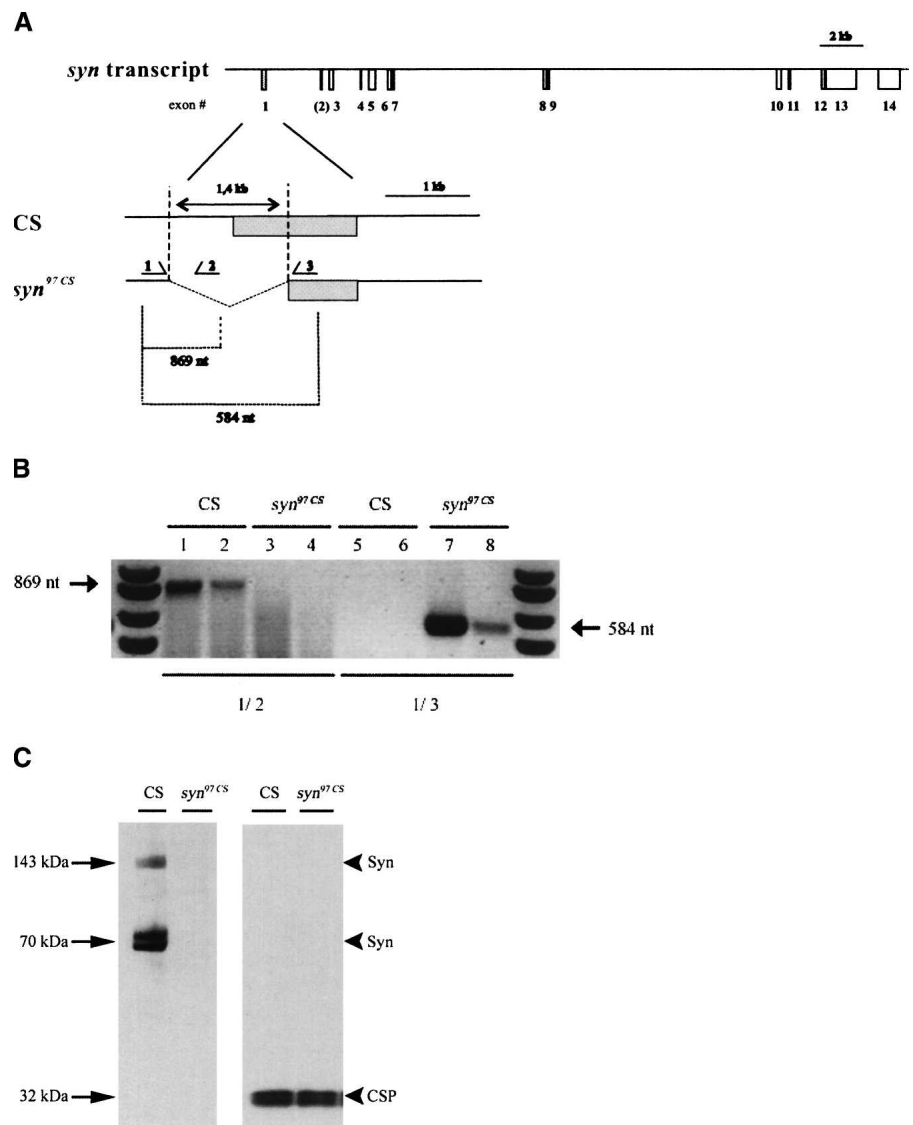 A
2 kb
syn transcript
exon # 1 (2) 3 4 5 6 7 8 9 10 11 12 13 14
1,4 kb
1 kb
CS
1 2 3
syn97 CS
869 nt
584 nt
B
CS syn97 CS CS syn97 CS
1 2 3 4 5 6 7 8
869 nt
584 nt
1/ 2 1/ 3
C
CS syn97 CS CS syn97 CS
143 kDa Syn
70 kDa Syn
32 kDa CSP